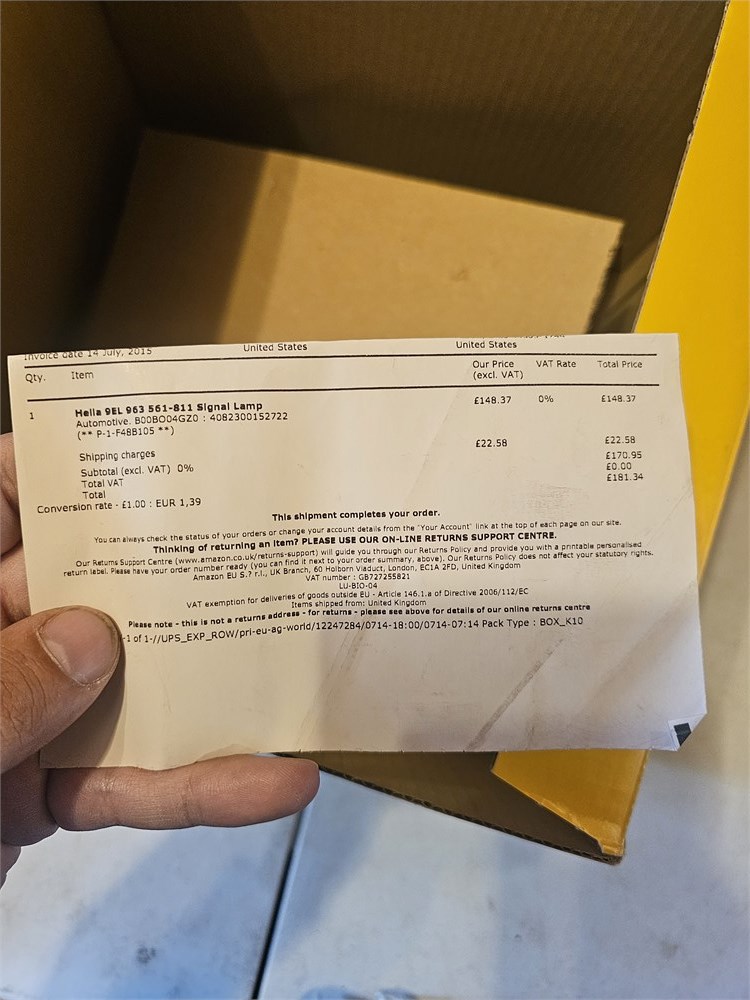 Invoice date 14 July, 2015 United States United States
Qty. Item Our Price (excl. VAT) VAT Rate Total Price
1 Hella 9EL 963 561-811 Signal Lamp £148.37 0% £148.37
Automotive. B00BO04GZ0 : 4082300152722
(** P-1-F48B105 **)
Shipping charges £22.58 £22.58
Subtotal (excl. VAT) 0% £170.95
Total VAT £0.00
Total £181.34
Conversion rate - £1.00 : EUR 1,39
This shipment completes your order.
You can always check the status of your orders or change your account details from the "Your Account" link at the top of each page on our site.
Thinking of returning an item? PLEASE USE OUR ON-LINE RETURNS SUPPORT CENTRE.
Our Returns Support Centre (www.amazon.co.uk/returns-support) will guide you through our Returns Policy and provide you with a printable personalised
return label. Please have your order number ready (you can find it next to your order summary, above). Our Returns Policy does not affect your statutory rights.
Amazon EU S.? r.l., UK Branch, 60 Holborn Viaduct, London, EC1A 2FD, United Kingdom
VAT number : GB727255821
LU-BIO-04
VAT exemption for deliveries of goods outside EU - Article 146.1.a of Directive 2006/112/EC
Items shipped from: United Kingdom
Please note - this is not a returns address - for returns - please see above for details of our online returns centre
-1 of 1-//UPS_EXP_ROW/pri-eu-ag-world/12247284/0714-18:00/0714-07:14 Pack Type : BOX_K10